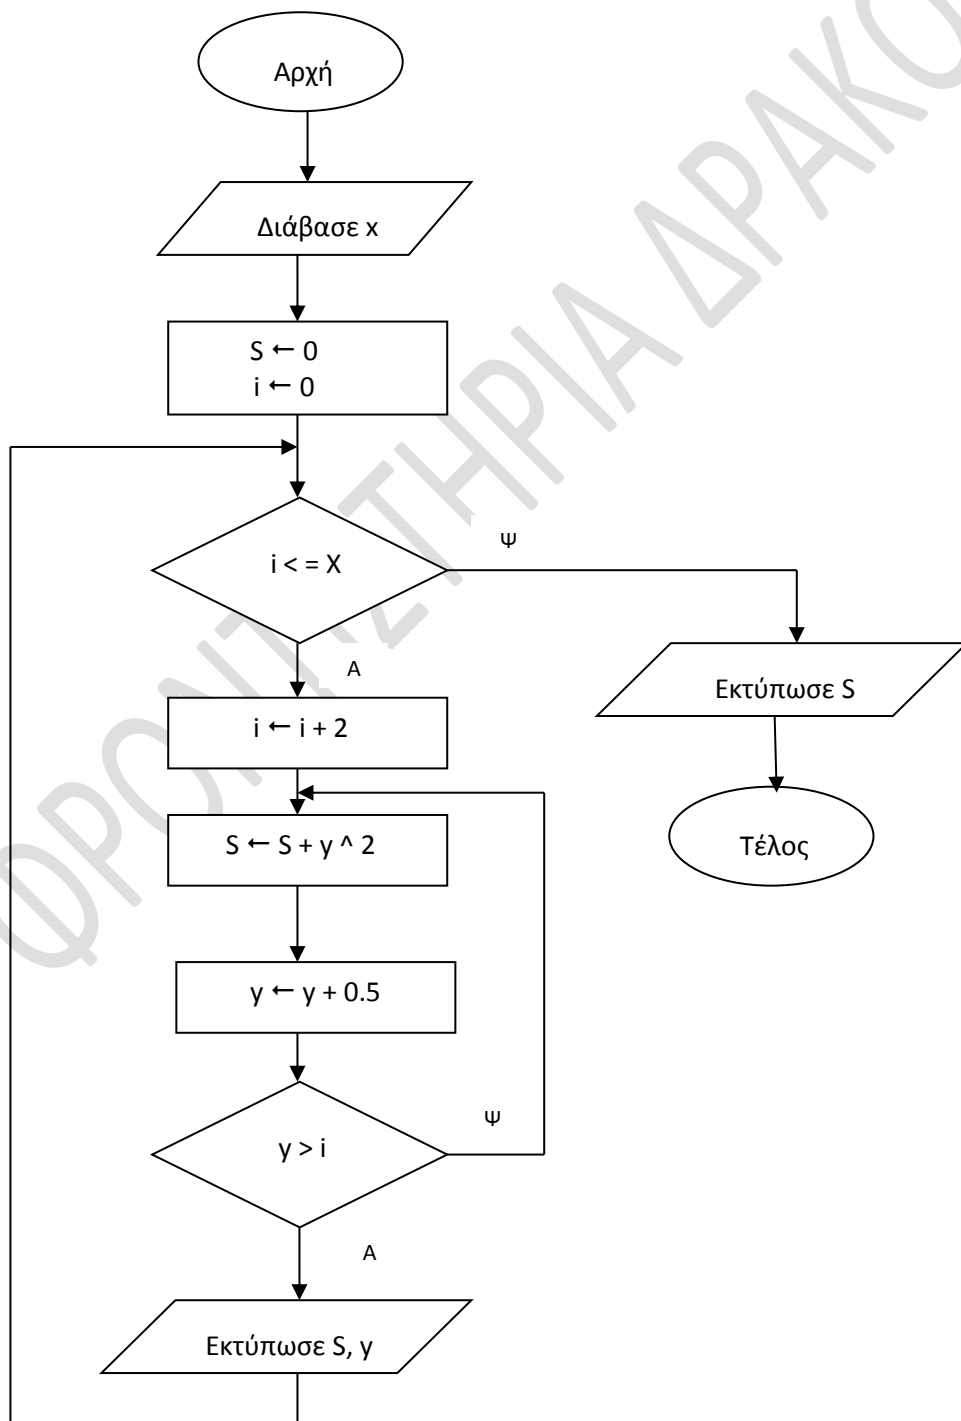 Αρχή
Διάβασε x
S ← 0
i ← 0
i < = X
Ψ
Α
Εκτύπωσε S
i ← i + 2
S ← S + y ^ 2
Τέλος
y ← y + 0.5
y > i
Ψ
Α
Εκτύπωσε S, y
ΦΡΟΝΤΙΣΤΗΡΙΑ ΔΡΑΚΟ